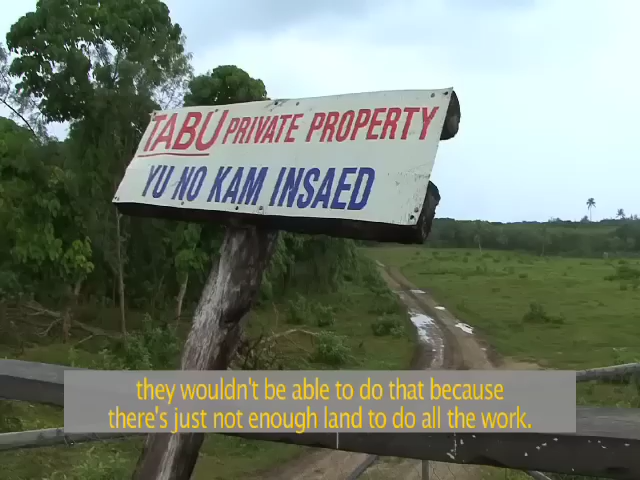 TABU PRIVATE PROPERTY
YU NO KAM INSAED
they wouldn't be able to do that because
there's just not enough land to do all the work.